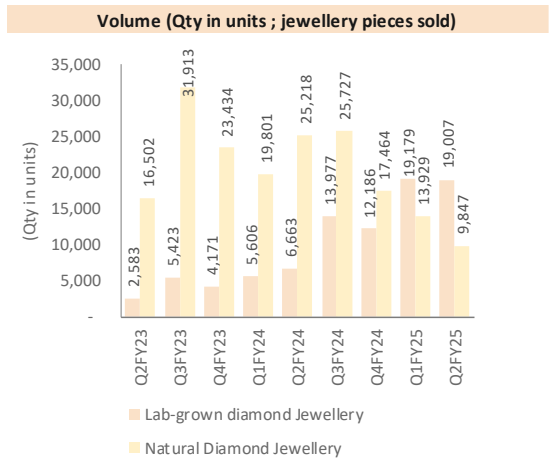 Volume (Qty in units ; jewellery pieces sold)
35,000
30,000
25,000
20,000
15,000
10,000
5,000
-
(Qty in units)
2,583
16,502
5,423
31,913
4,171
23,434
5,606
19,801
6,663
25,218
13,977
25,727
12,186
17,464
19,179
13,929
19,007
9,847
Q2FY23
Q3FY23
Q4FY23
Q1FY24
Q2FY24
Q3FY24
Q4FY24
Q1FY25
Q2FY25
Lab-grown diamond Jewellery
Natural Diamond Jewellery